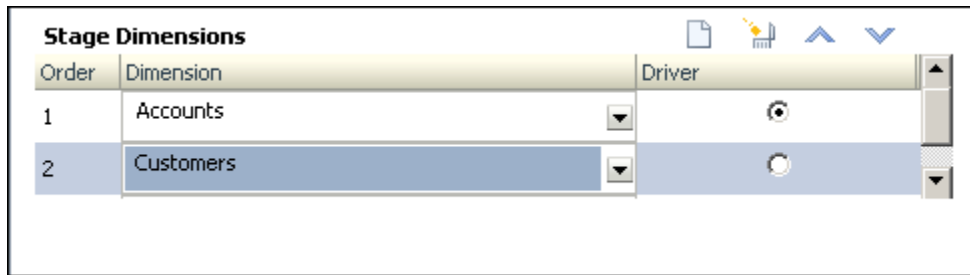 Stage Dimensions
Order Dimension Driver
1 Accounts
2 Customers